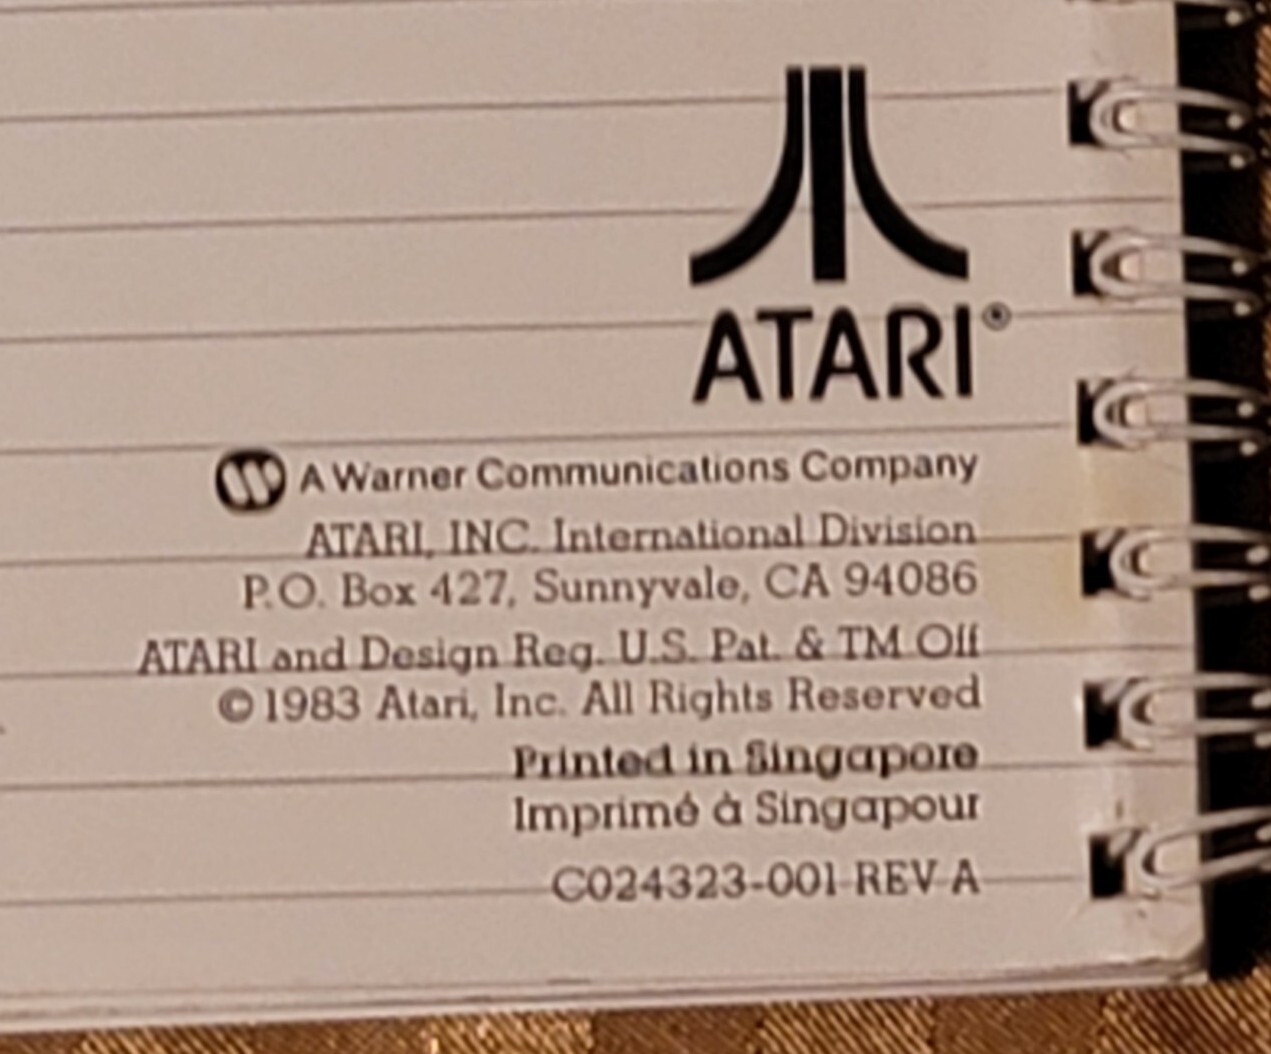 ATARI®
A Warner Communications Company
ATARI, INC. International Division
P.O. Box 427, Sunnyvale, CA 94086
ATARI and Design Reg. U.S. Pat. & TM Off
©1983 Atari, Inc. All Rights Reserved
Printed in Singapore
Imprimé à Singapour
C024323-001 REV A